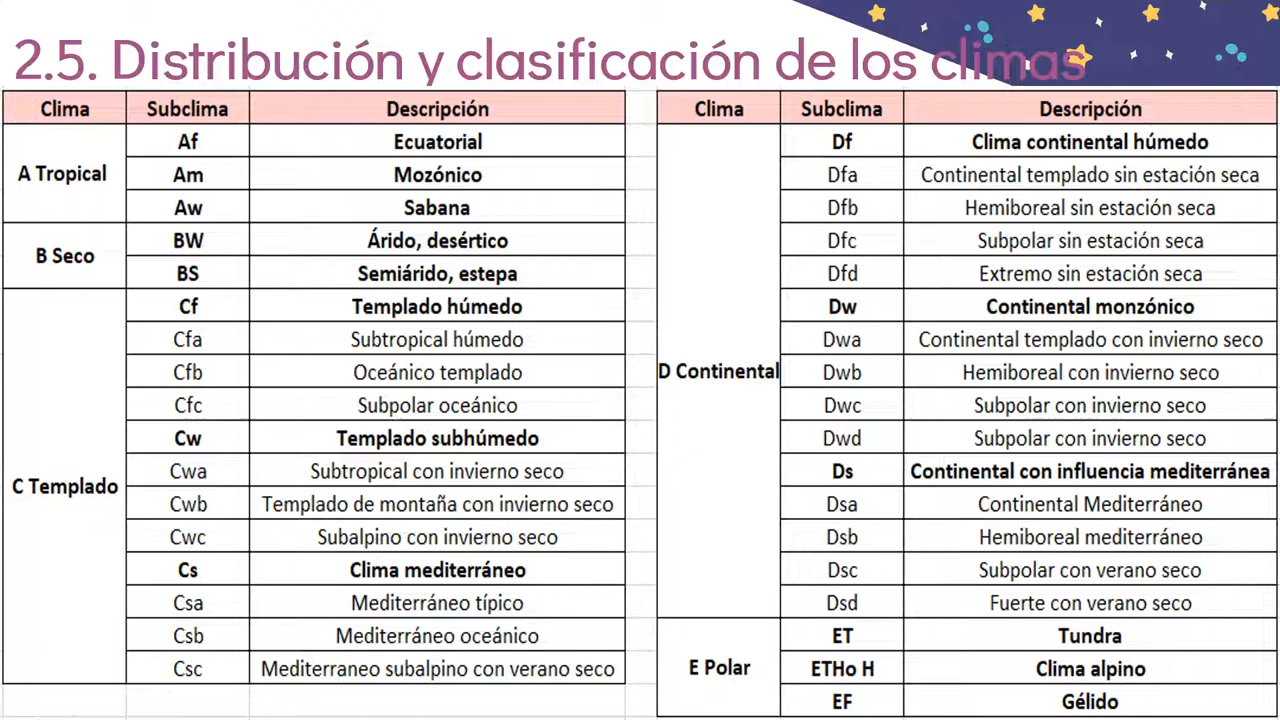 2.5. Distribución y clasificación de los climas
Clima Subclima Descripción
A Tropical
Af Ecuatorial
Am Mozónico
Aw Sabana
B Seco
BW Árido, desértico
BS Semiárido, estepa
C Templado
Cf Templado húmedo
Cfa Subtropical húmedo
Cfb Oceánico templado
Cfc Subpolar oceánico
Cw Templado subhúmedo
Cwa Subtropical con invierno seco
Cwb Templado de montaña con invierno seco
Cwc Subalpino con invierno seco
Cs Clima mediterráneo
Csa Mediterráneo típico
Csb Mediterráneo oceánico
Csc Mediterraneo subalpino con verano seco
Clima Subclima Descripción
D Continental
Df Clima continental húmedo
Dfa Continental templado sin estación seca
Dfb Hemiboreal sin estación seca
Dfc Subpolar sin estación seca
Dfd Extremo sin estación seca
Dw Continental monzónico
Dwa Continental templado con invierno seco
Dwb Hemiboreal con invierno seco
Dwc Subpolar con invierno seco
Dwd Subpolar con invierno seco
Ds Continental con influencia mediterránea
Dsa Continental Mediterráneo
Dsb Hemiboreal mediterráneo
Dsc Subpolar con verano seco
Dsd Fuerte con verano seco
E Polar
ET Tundra
ETHo H Clima alpino
EF Gélido